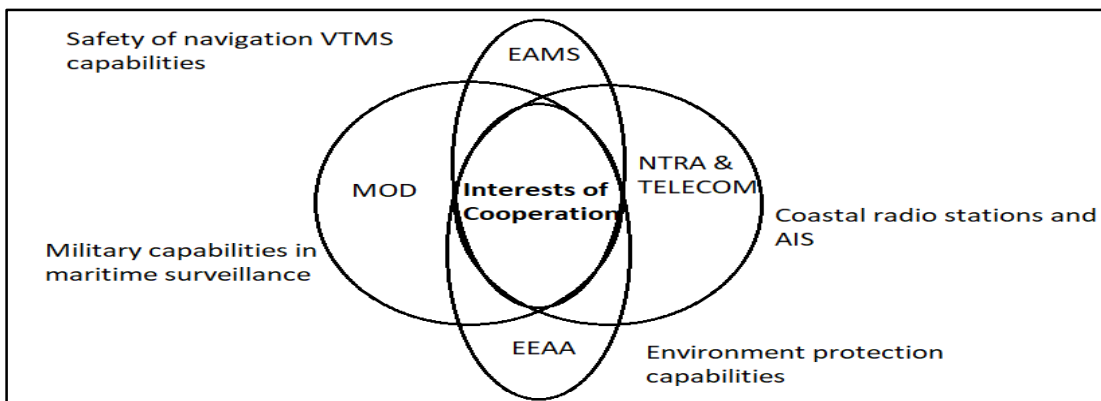 Safety of navigation VTMS
capabilities
EAMS
MOD
NTRA &
TELECOM
Interests of
Cooperation
Coastal radio stations and
AIS
Military capabilities in
maritime surveillance
EEAA
Environment protection
capabilities